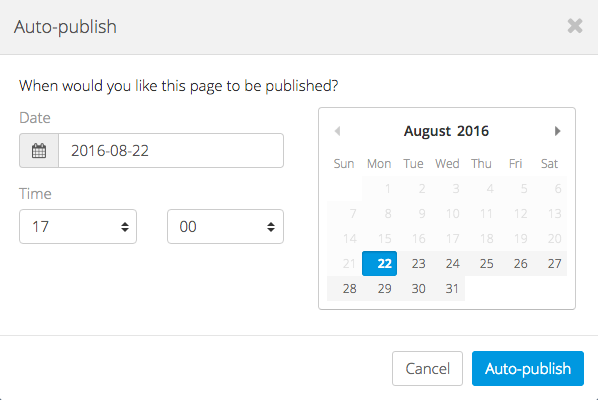 Auto-publish
When would you like this page to be published?
Date
2016-08-22
Time
17 00
August 2016
Sun Mon Tue Wed Thu Fri Sat
1 2 3 4 5 6
7 8 9 10 11 12 13
14 15 16 17 18 19 20
21 22 23 24 25 26 27
28 29 30 31
Cancel Auto-publish